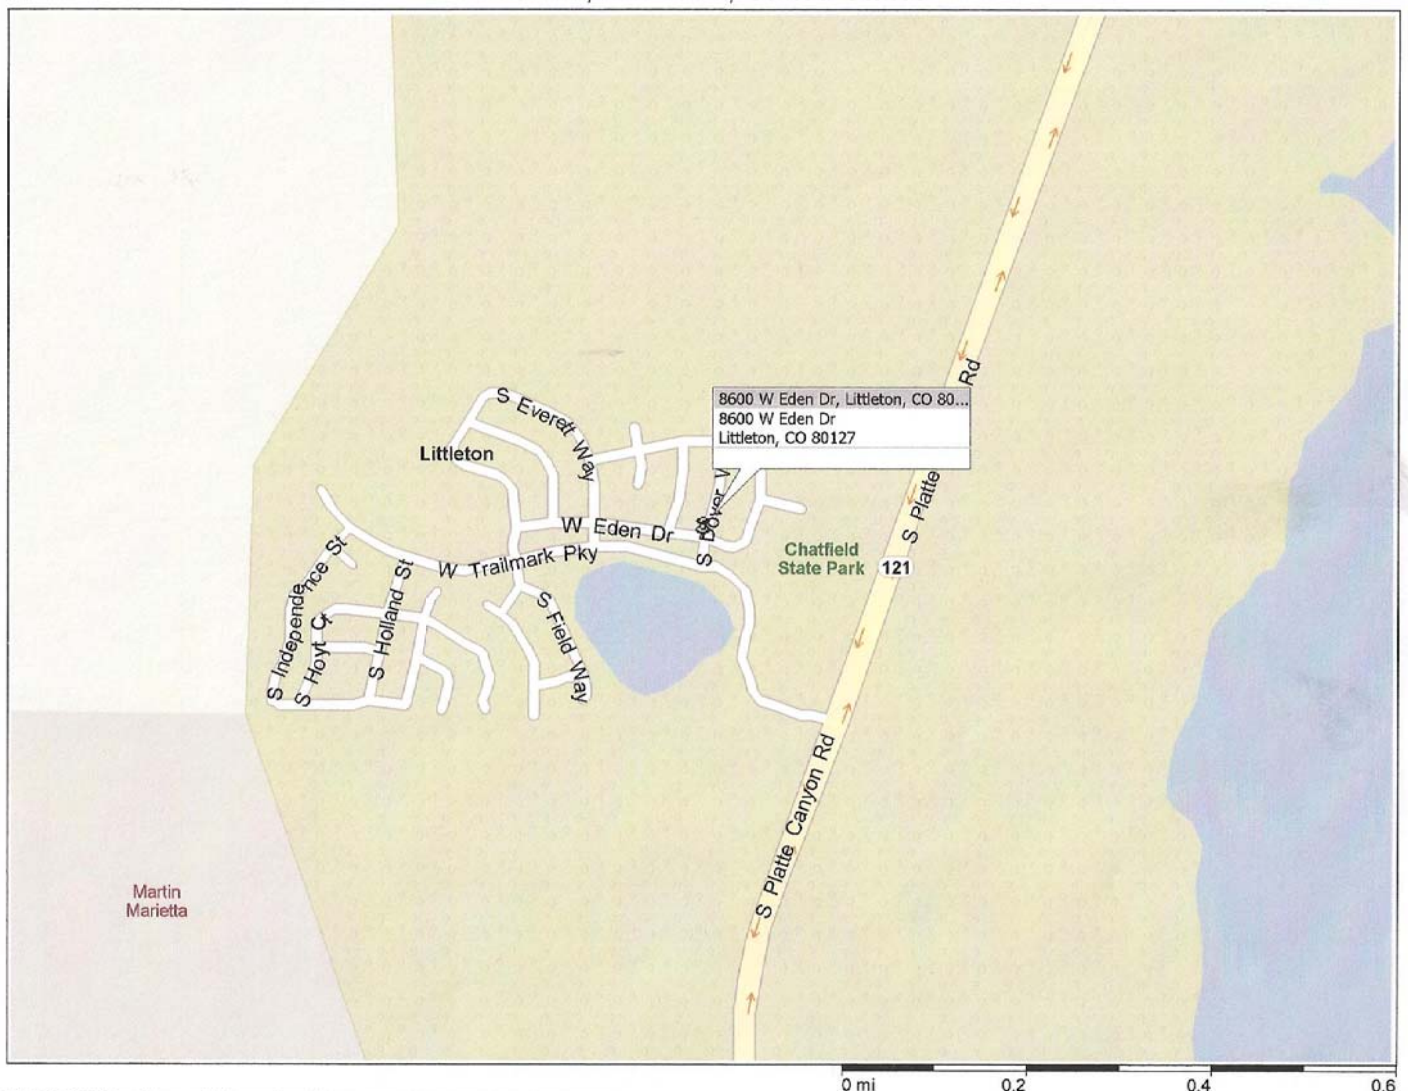 8600 W Eden Dr, Littleton, CO 80...
8600 W Eden Dr
Littleton, CO 80127
S Platte
Rd
S Everett Way
Littleton
W Eden Dr
S Dover W
W Trailmark Pky
Chatfield
State Park
121
S Independence St
S Hoyt Ct
S Holland St
S Field Way
S Platte Canyon Rd
Martin
Marietta
0 mi 0.2 0.4 0.6